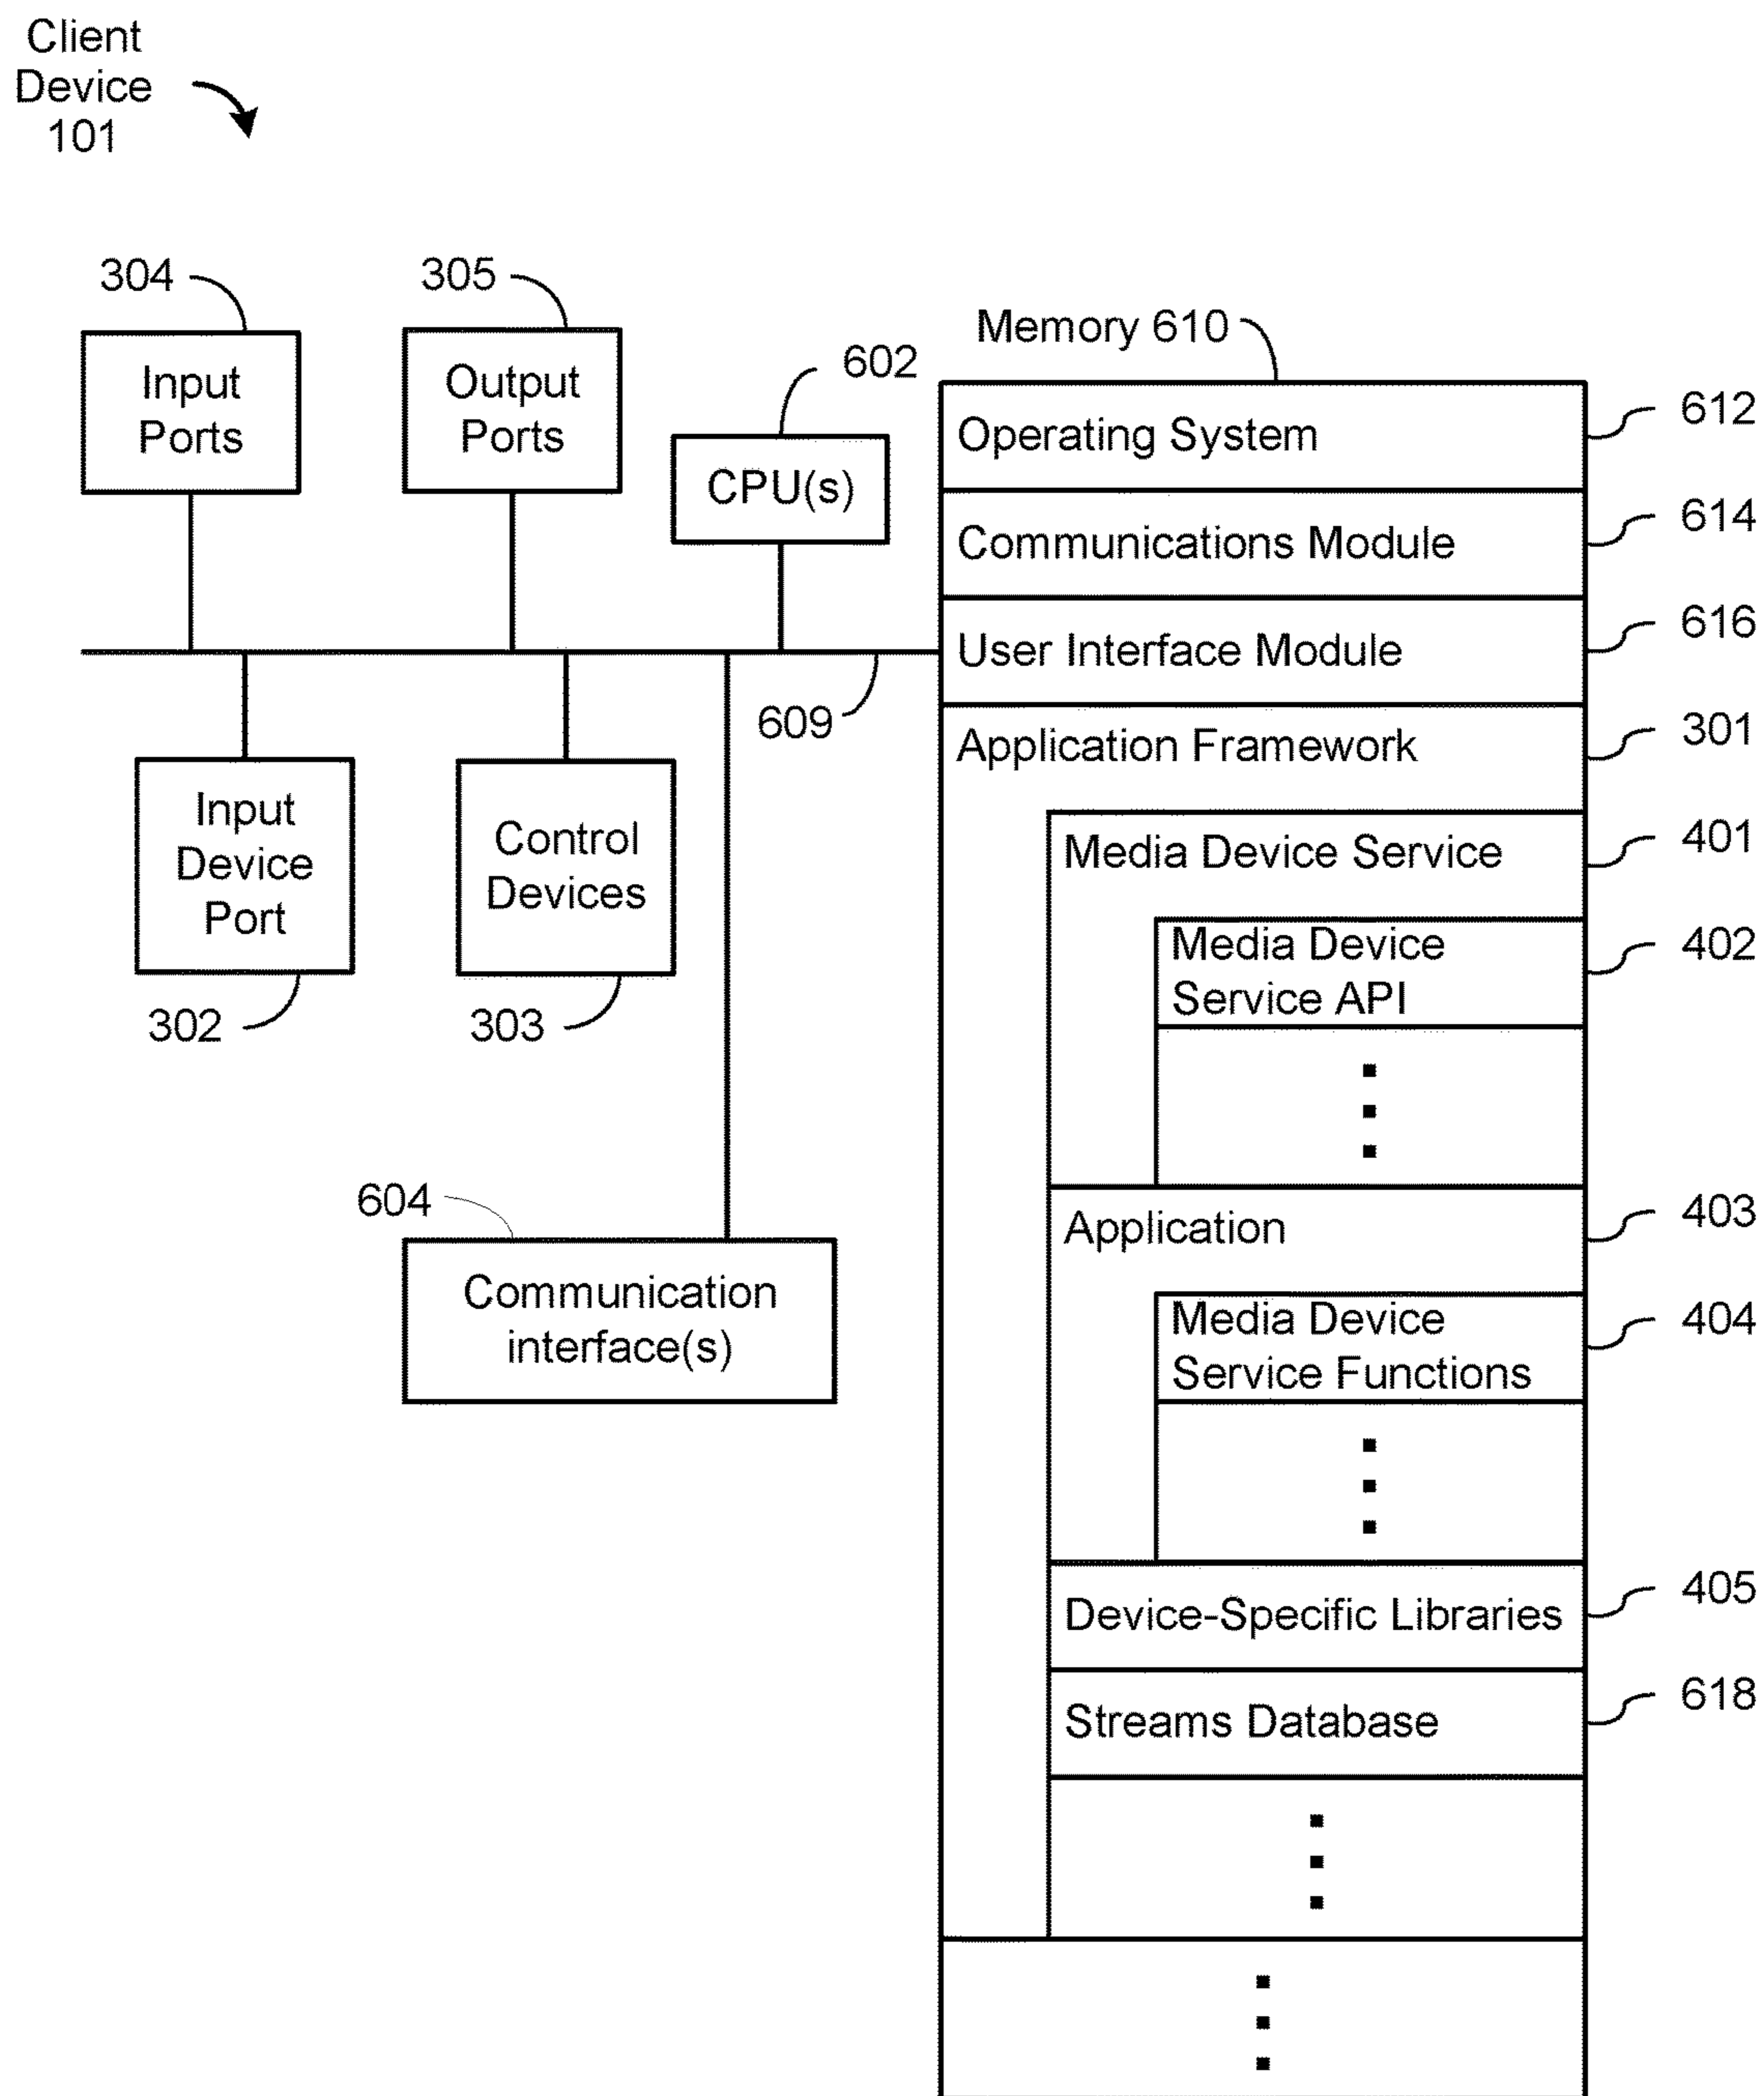 Client
Device
101
304
305
602
Input
Ports
Output
Ports
CPU(s)
609
Input
Device
Port
302
Control
Devices
303
604
Communication
interface(s)
Memory 610
Operating System
612
Communications Module
614
User Interface Module
616
Application Framework
301
Media Device Service
401
Media Device
Service API
402
Application
403
Media Device
Service Functions
404
Device-Specific Libraries
405
Streams Database
618